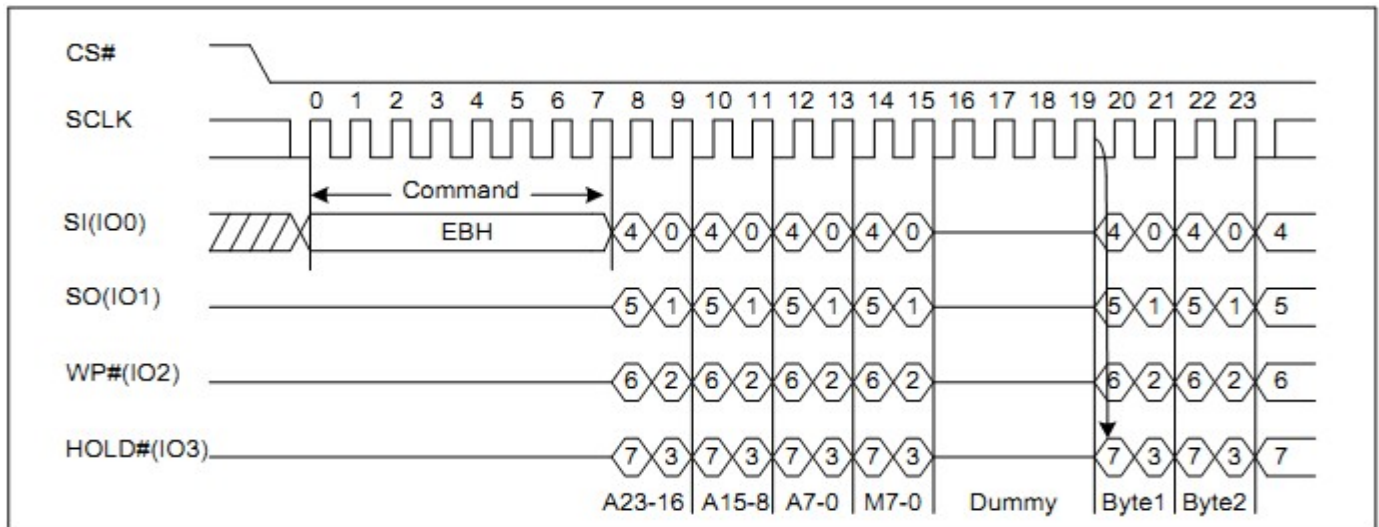 CS#
0 1 2 3 4 5 6 7 8 9 10 11 12 13 14 15 16 17 18 19 20 21 22 23
SCLK
Command
SI(IO0) EBH 4 0 4 0 4 0 4 0 4 0 4 0 4
SO(IO1) 5 1 5 1 5 1 5 1 5 1 5 1 5
WP#(IO2) 6 2 6 2 6 2 6 2 6 2 6 2 6
HOLD#(IO3) 7 3 7 3 7 3 7 3 7 3 7 3 7
A23-16 A15-8 A7-0 M7-0 Dummy Byte1 Byte2